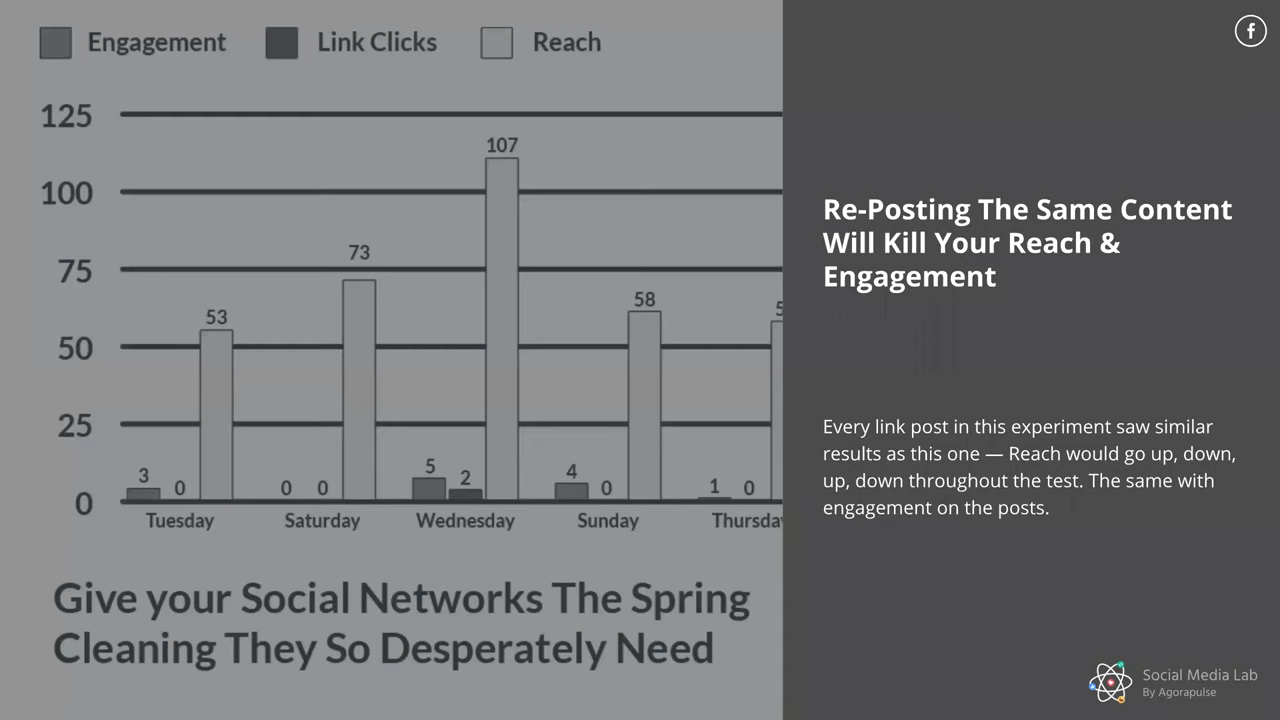 Engagement Link Clicks Reach
125
100
75
50
25
0
53
73
107
58
3 0
0 0
5 2
4 0
1 0
Tuesday Saturday Wednesday Sunday
Give your Social Networks The Spring
Cleaning They So Desperately Need
Re-Posting The Same Content
Will Kill Your Reach &
Engagement
Every link post in this experiment saw similar
results as this one — Reach would go up, down,
up, down throughout the test. The same with
engagement on the posts.
Social Media Lab
By Agorapulse